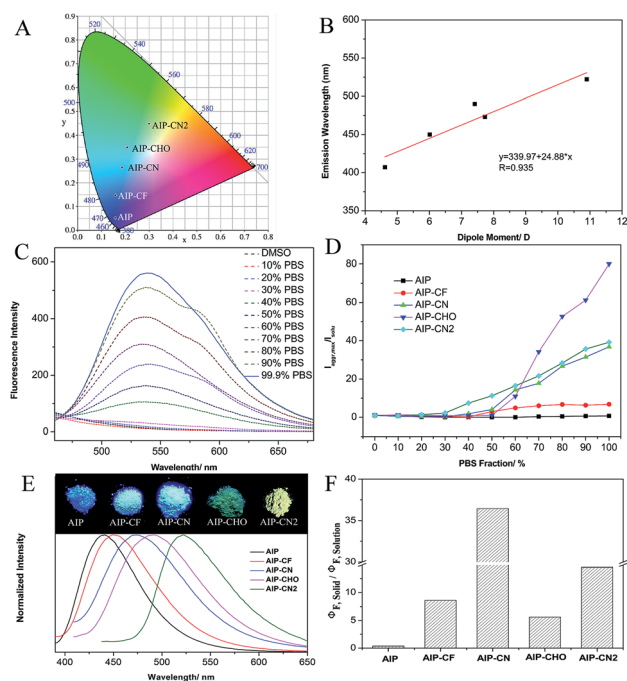 A
0.9
0.8
0.7
0.6
0.5
y
0.4
0.3
0.2
0.1
0.0
520
540
560
500
580
600
620
700
490
480
470
460
380
AIP-CN2
AIP-CHO
AIP-CN
AIP-CF
AIP
0.0 0.1 0.2 0.3 0.4 0.5 0.6 0.7 0.8
x
B
Emission Wavelength (nm)
600
550
500
450
400
350
y=339.97+24.88*x
R=0.935
4 5 6 7 8 9 10 11 12
Dipole Moment/ D
C
Fluorescence Intensity
600
400
200
0
DMSO
10% PBS
20% PBS
30% PBS
40% PBS
50% PBS
60% PBS
70% PBS
80% PBS
90% PBS
99.9% PBS
500 550 600 650
Wavelength/ nm
D
I aggr,max/I solu
80
60
40
20
0
AIP
AIP-CF
AIP-CN
AIP-CHO
AIP-CN2
0 10 20 30 40 50 60 70 80 90 100
PBS Fraction/ %
E
AIP AIP-CF AIP-CN AIP-CHO AIP-CN2
Normalized Intensity
AIP
AIP-CF
AIP-CN
AIP-CHO
AIP-CN2
400 450 500 550 600 650
Wavelength/ nm
F
Φ F, Solid / Φ F, Solution
35
30
10
5
0
AIP AIP-CF AIP-CN AIP-CHO AIP-CN2